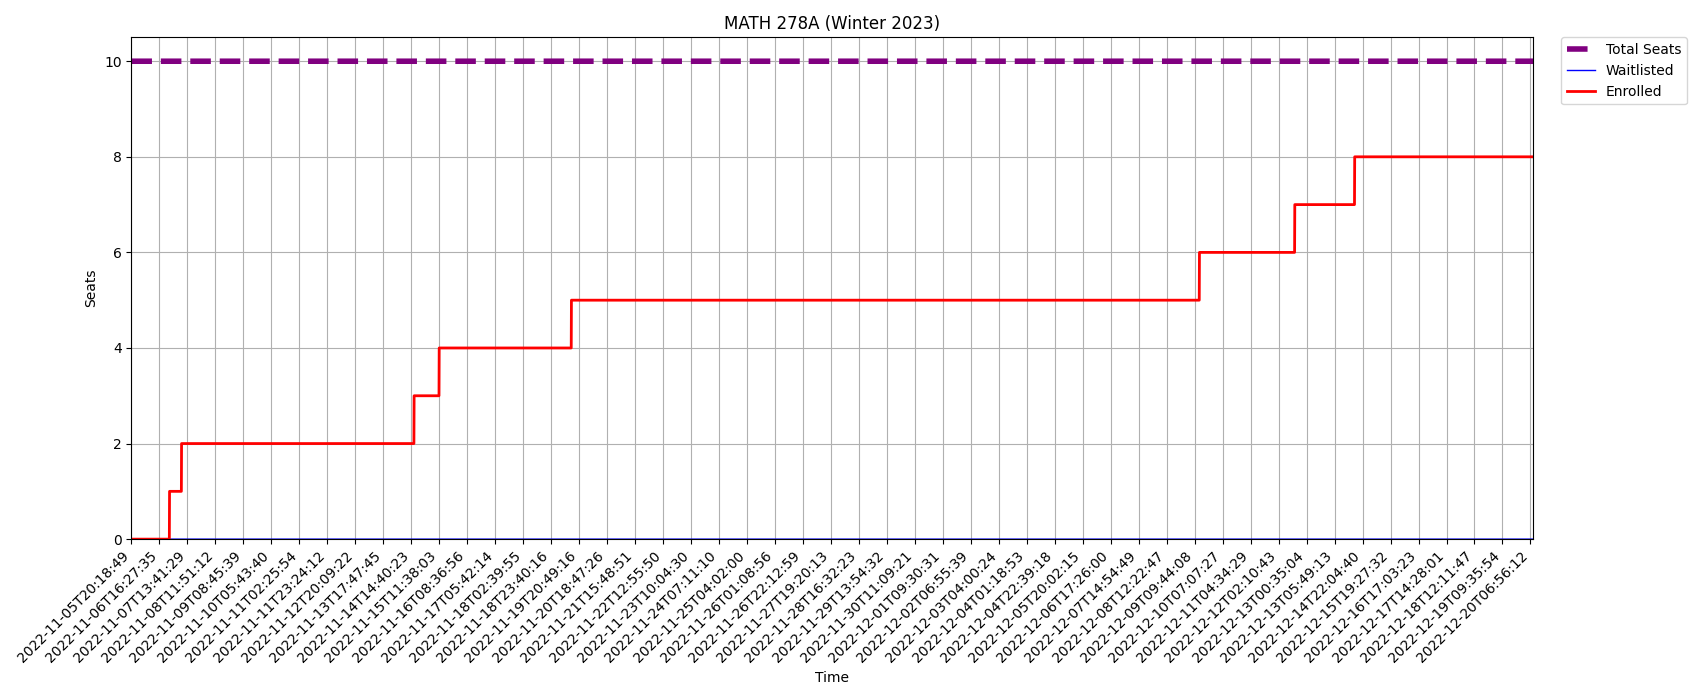 MATH 278A (Winter 2023)
Total Seats
Waitlisted
Enrolled
10
8
6
4
2
0
Seats
2022-11-05T20:18:49
2022-11-06T16:27:35
2022-11-07T13:41:29
2022-11-08T11:51:12
2022-11-09T08:45:39
2022-11-10T05:43:40
2022-11-11T02:25:54
2022-11-11T23:24:12
2022-11-12T20:09:22
2022-11-13T17:47:45
2022-11-14T14:40:23
2022-11-15T11:38:03
2022-11-16T08:36:56
2022-11-17T05:42:14
2022-11-18T02:39:55
2022-11-18T23:40:16
2022-11-19T20:49:16
2022-11-20T18:47:26
2022-11-21T15:48:51
2022-11-22T12:55:50
2022-11-23T10:04:30
2022-11-24T07:11:10
2022-11-25T04:02:00
2022-11-26T01:08:56
2022-11-26T22:12:59
2022-11-27T19:20:13
2022-11-28T16:32:23
2022-11-29T13:54:32
2022-11-30T11:09:21
2022-12-01T09:30:31
2022-12-02T06:55:39
2022-12-03T04:00:24
2022-12-04T01:18:53
2022-12-04T22:39:18
2022-12-05T20:02:15
2022-12-06T17:26:00
2022-12-07T14:54:49
2022-12-08T12:22:47
2022-12-09T09:44:08
2022-12-10T07:07:27
2022-12-11T04:34:29
2022-12-12T02:10:43
2022-12-13T00:35:04
2022-12-13T05:49:13
2022-12-14T22:04:40
2022-12-15T19:27:32
2022-12-16T17:03:23
2022-12-17T14:28:01
2022-12-18T12:11:47
2022-12-19T09:35:54
2022-12-20T06:56:12
Time